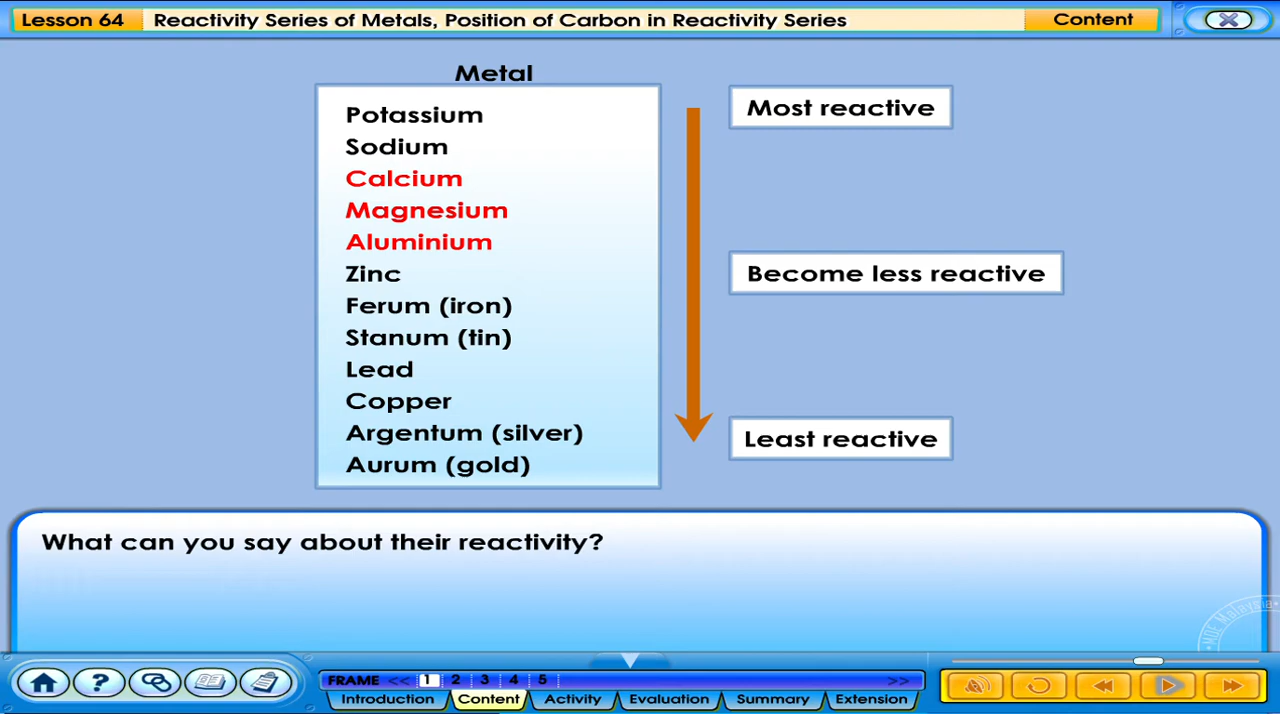 Lesson 64 Reactivity Series of Metals, Position of Carbon in Reactivity Series Content
Metal
Potassium
Sodium
Calcium
Magnesium
Aluminium
Zinc
Ferum (iron)
Stanum (tin)
Lead
Copper
Argentum (silver)
Aurum (gold)
Most reactive
Become less reactive
Least reactive
What can you say about their reactivity?
MOE Malaysia
FRAME << 1 2 3 4 5 >>
Introduction Content Activity Evaluation Summary Extension